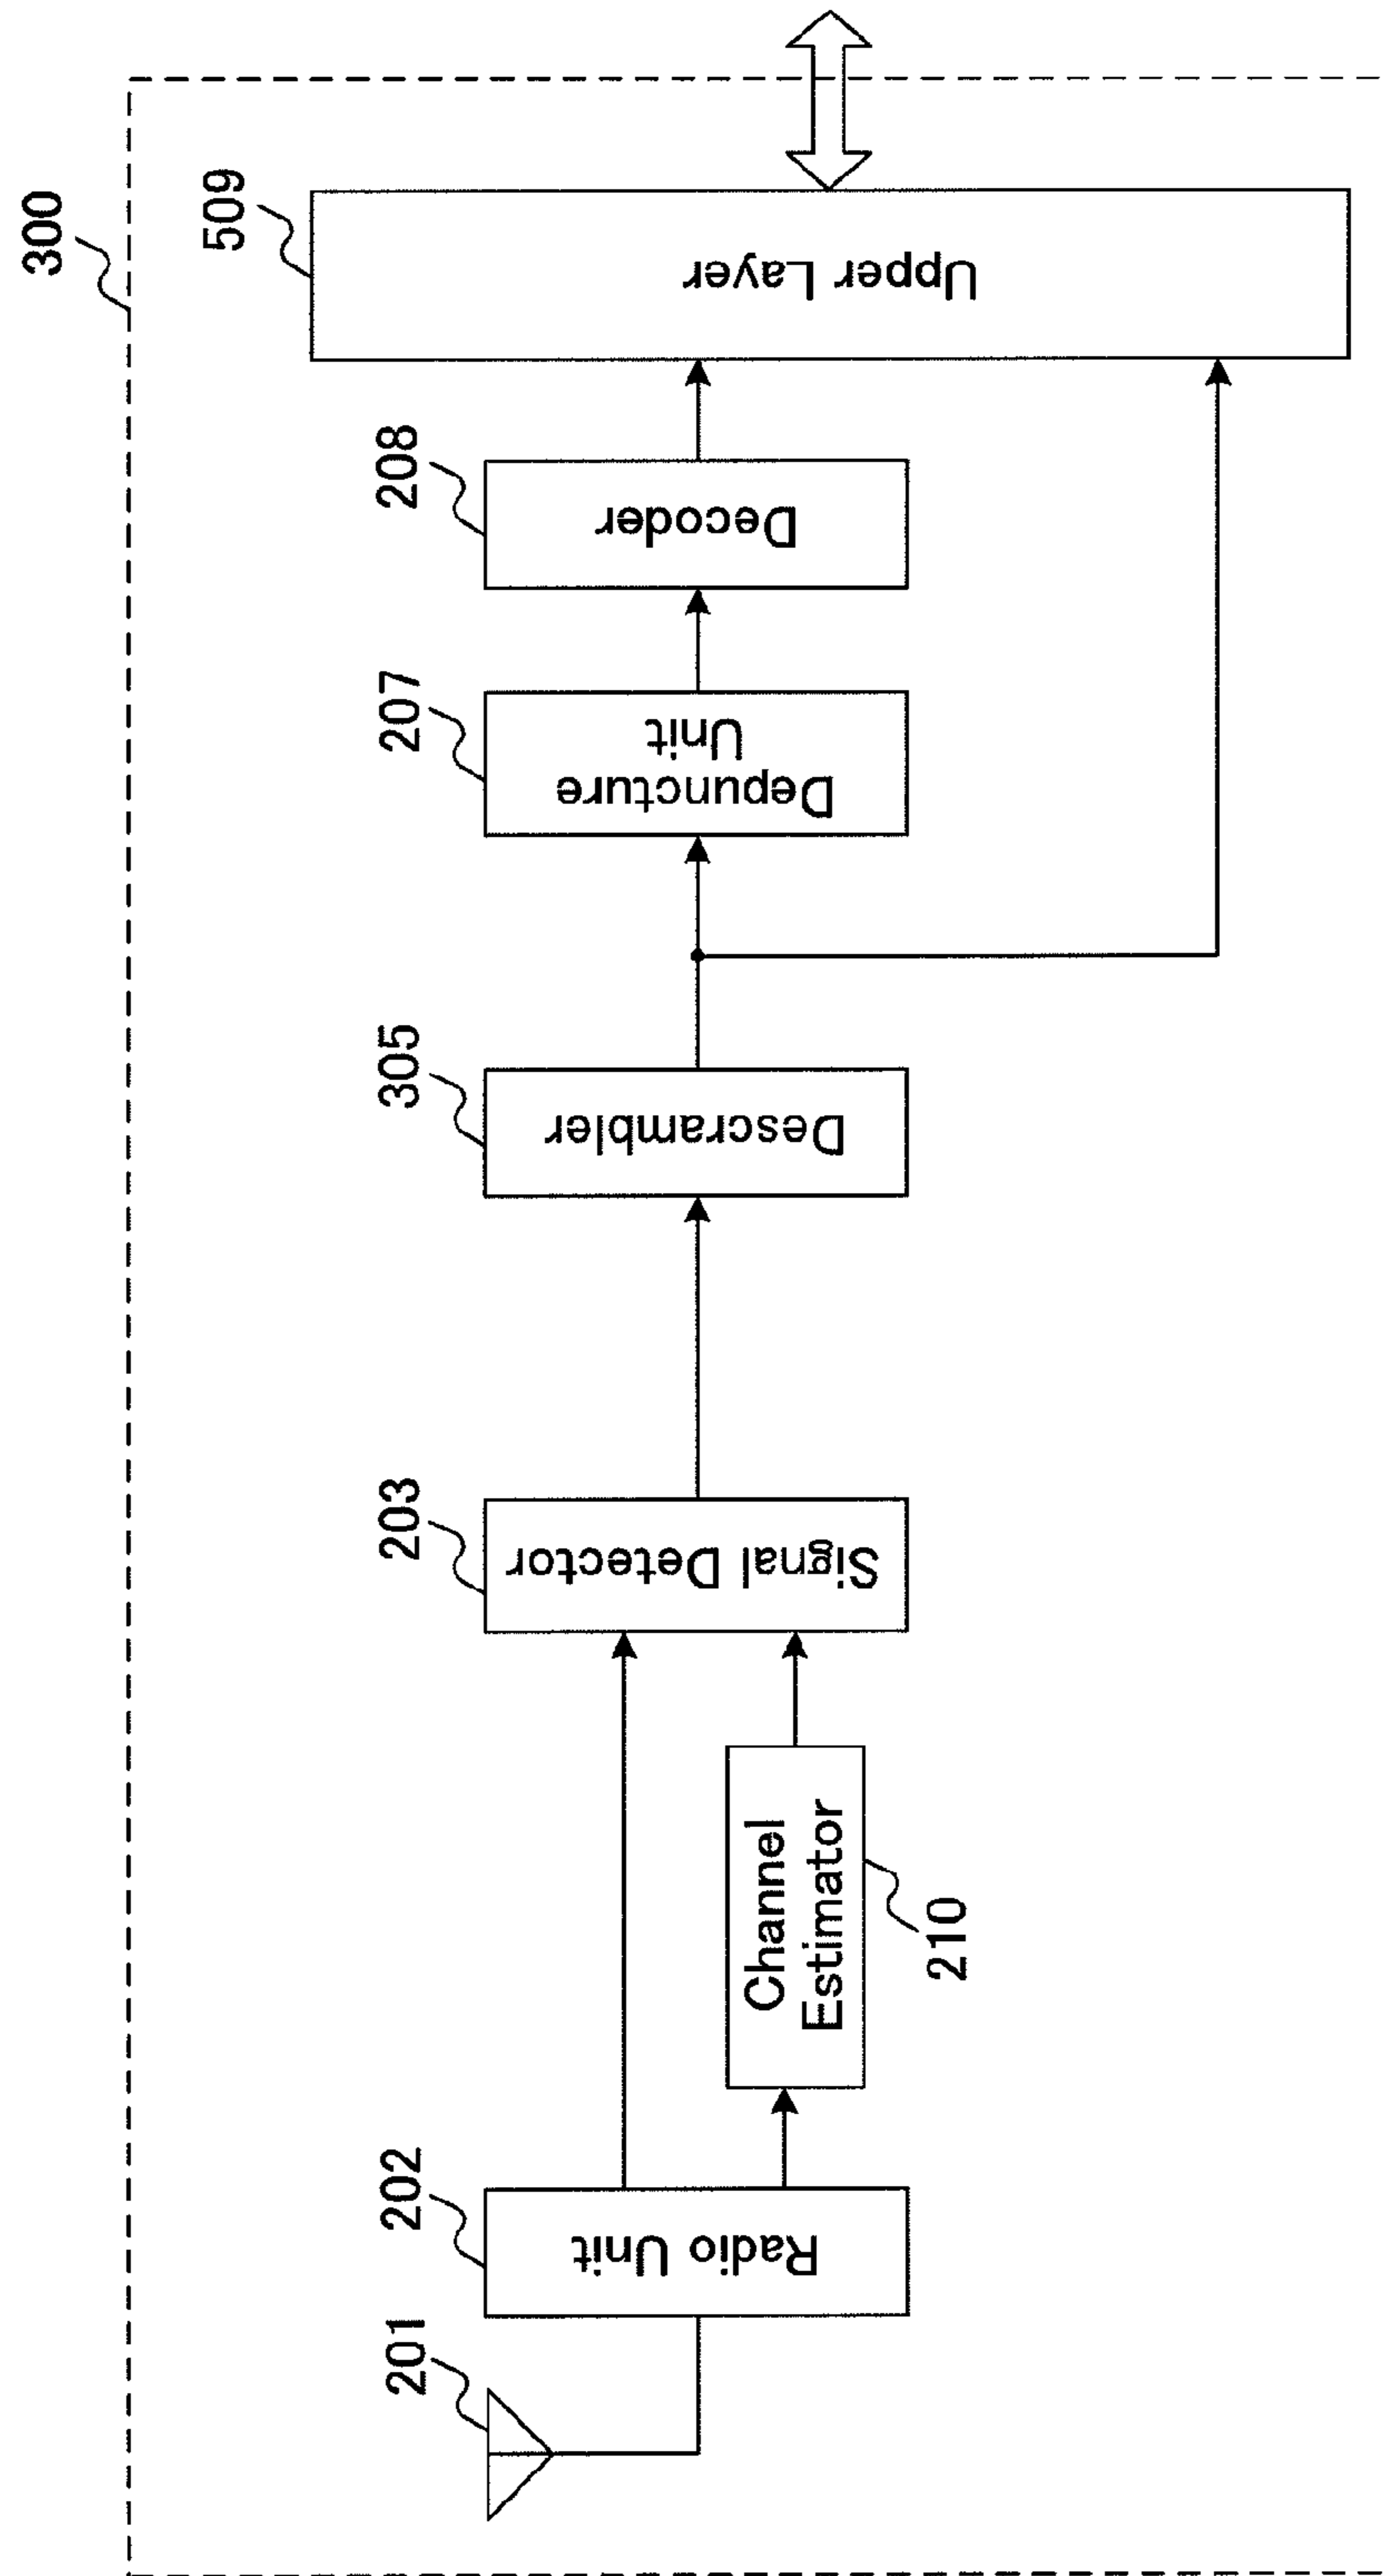 300
201
202
Radio Unit
210
Channel
Estimator
203
Signal Detector
305
Descrambler
207
Depuncture
Unit
208
Decoder
509
Upper Layer